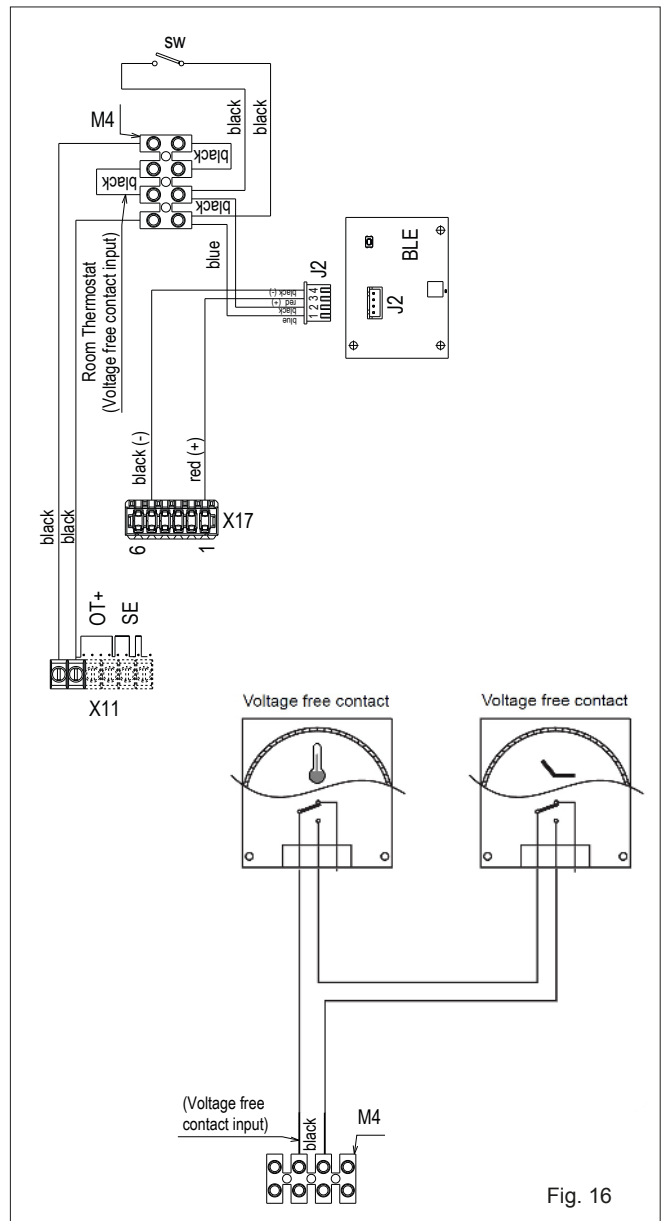 sw
M4
black
black
black
black
black
blue
J2
black (-)
red (+)
black
blue
1 2 3 4
BLE
J2
Room Thermostat
(Voltage free contact input)
black (-)
red (+)
X17
6
1
black
black
OT+
SE
X11
Voltage free contact
Voltage free contact
(Voltage free
contact input)
black
M4
Fig. 16